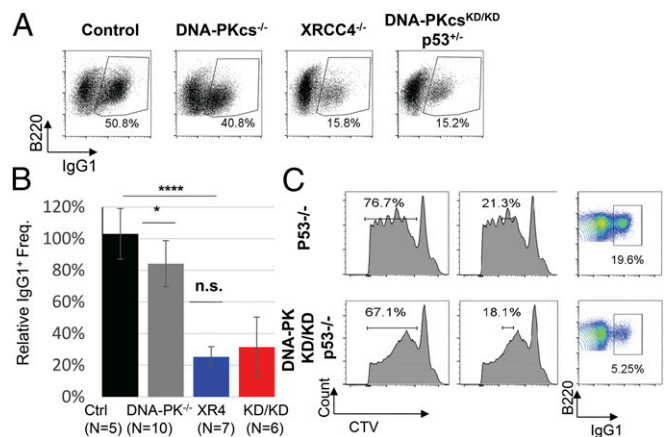 A
Control
DNA-PKcs-/-
XRCC4-/-
DNA-PKcsKD/KD
p53+/-
B220
50.8%
40.8%
15.8%
15.2%
IgG1
B
****
*
n.s.
Relative IgG1+ Freq.
120%
100%
80%
60%
40%
20%
0%
Ctrl DNA-PK-/- XR4 KD/KD
(N=5) (N=10) (N=7) (N=6)
C
P53-/-
76.7%
21.3%
19.6%
DNA-PK
KD/KD
p53-/-
67.1%
18.1%
5.25%
Count
CTV
B220
IgG1